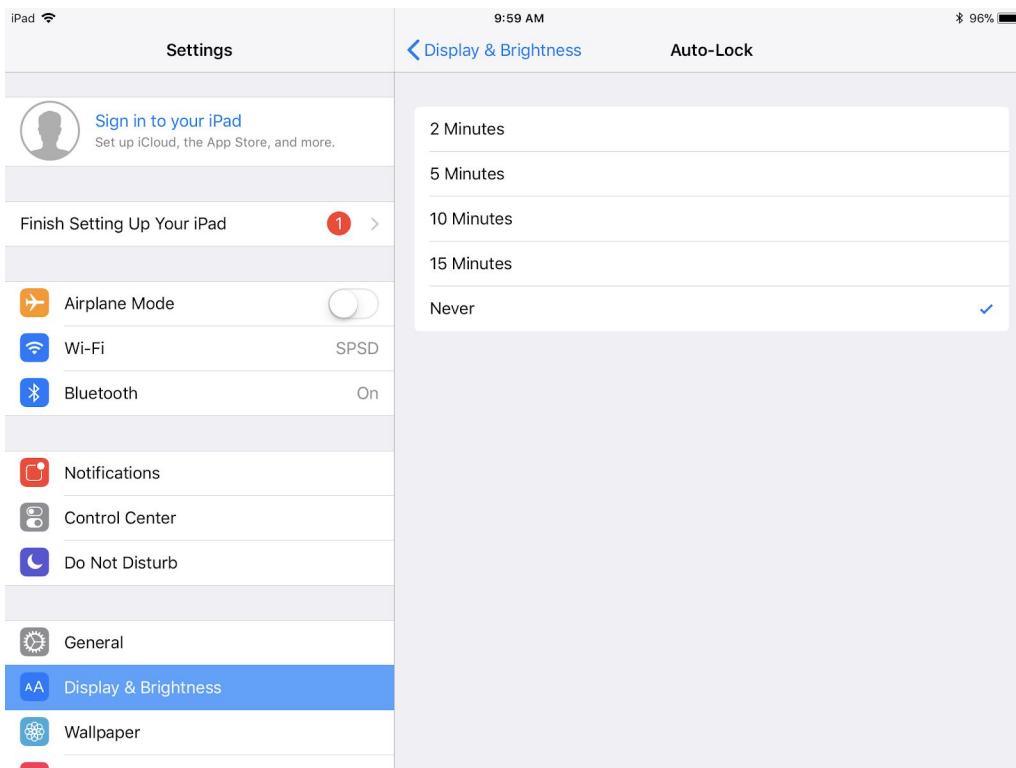 iPad 9:59 AM 96%
Settings
Display & Brightness Auto-Lock
Sign in to your iPad
Set up iCloud, the App Store, and more.
Finish Setting Up Your iPad 1
Airplane Mode
Wi-Fi SPSD
Bluetooth On
Notifications
Control Center
Do Not Disturb
General
AA Display & Brightness
Wallpaper
2 Minutes
5 Minutes
10 Minutes
15 Minutes
Never